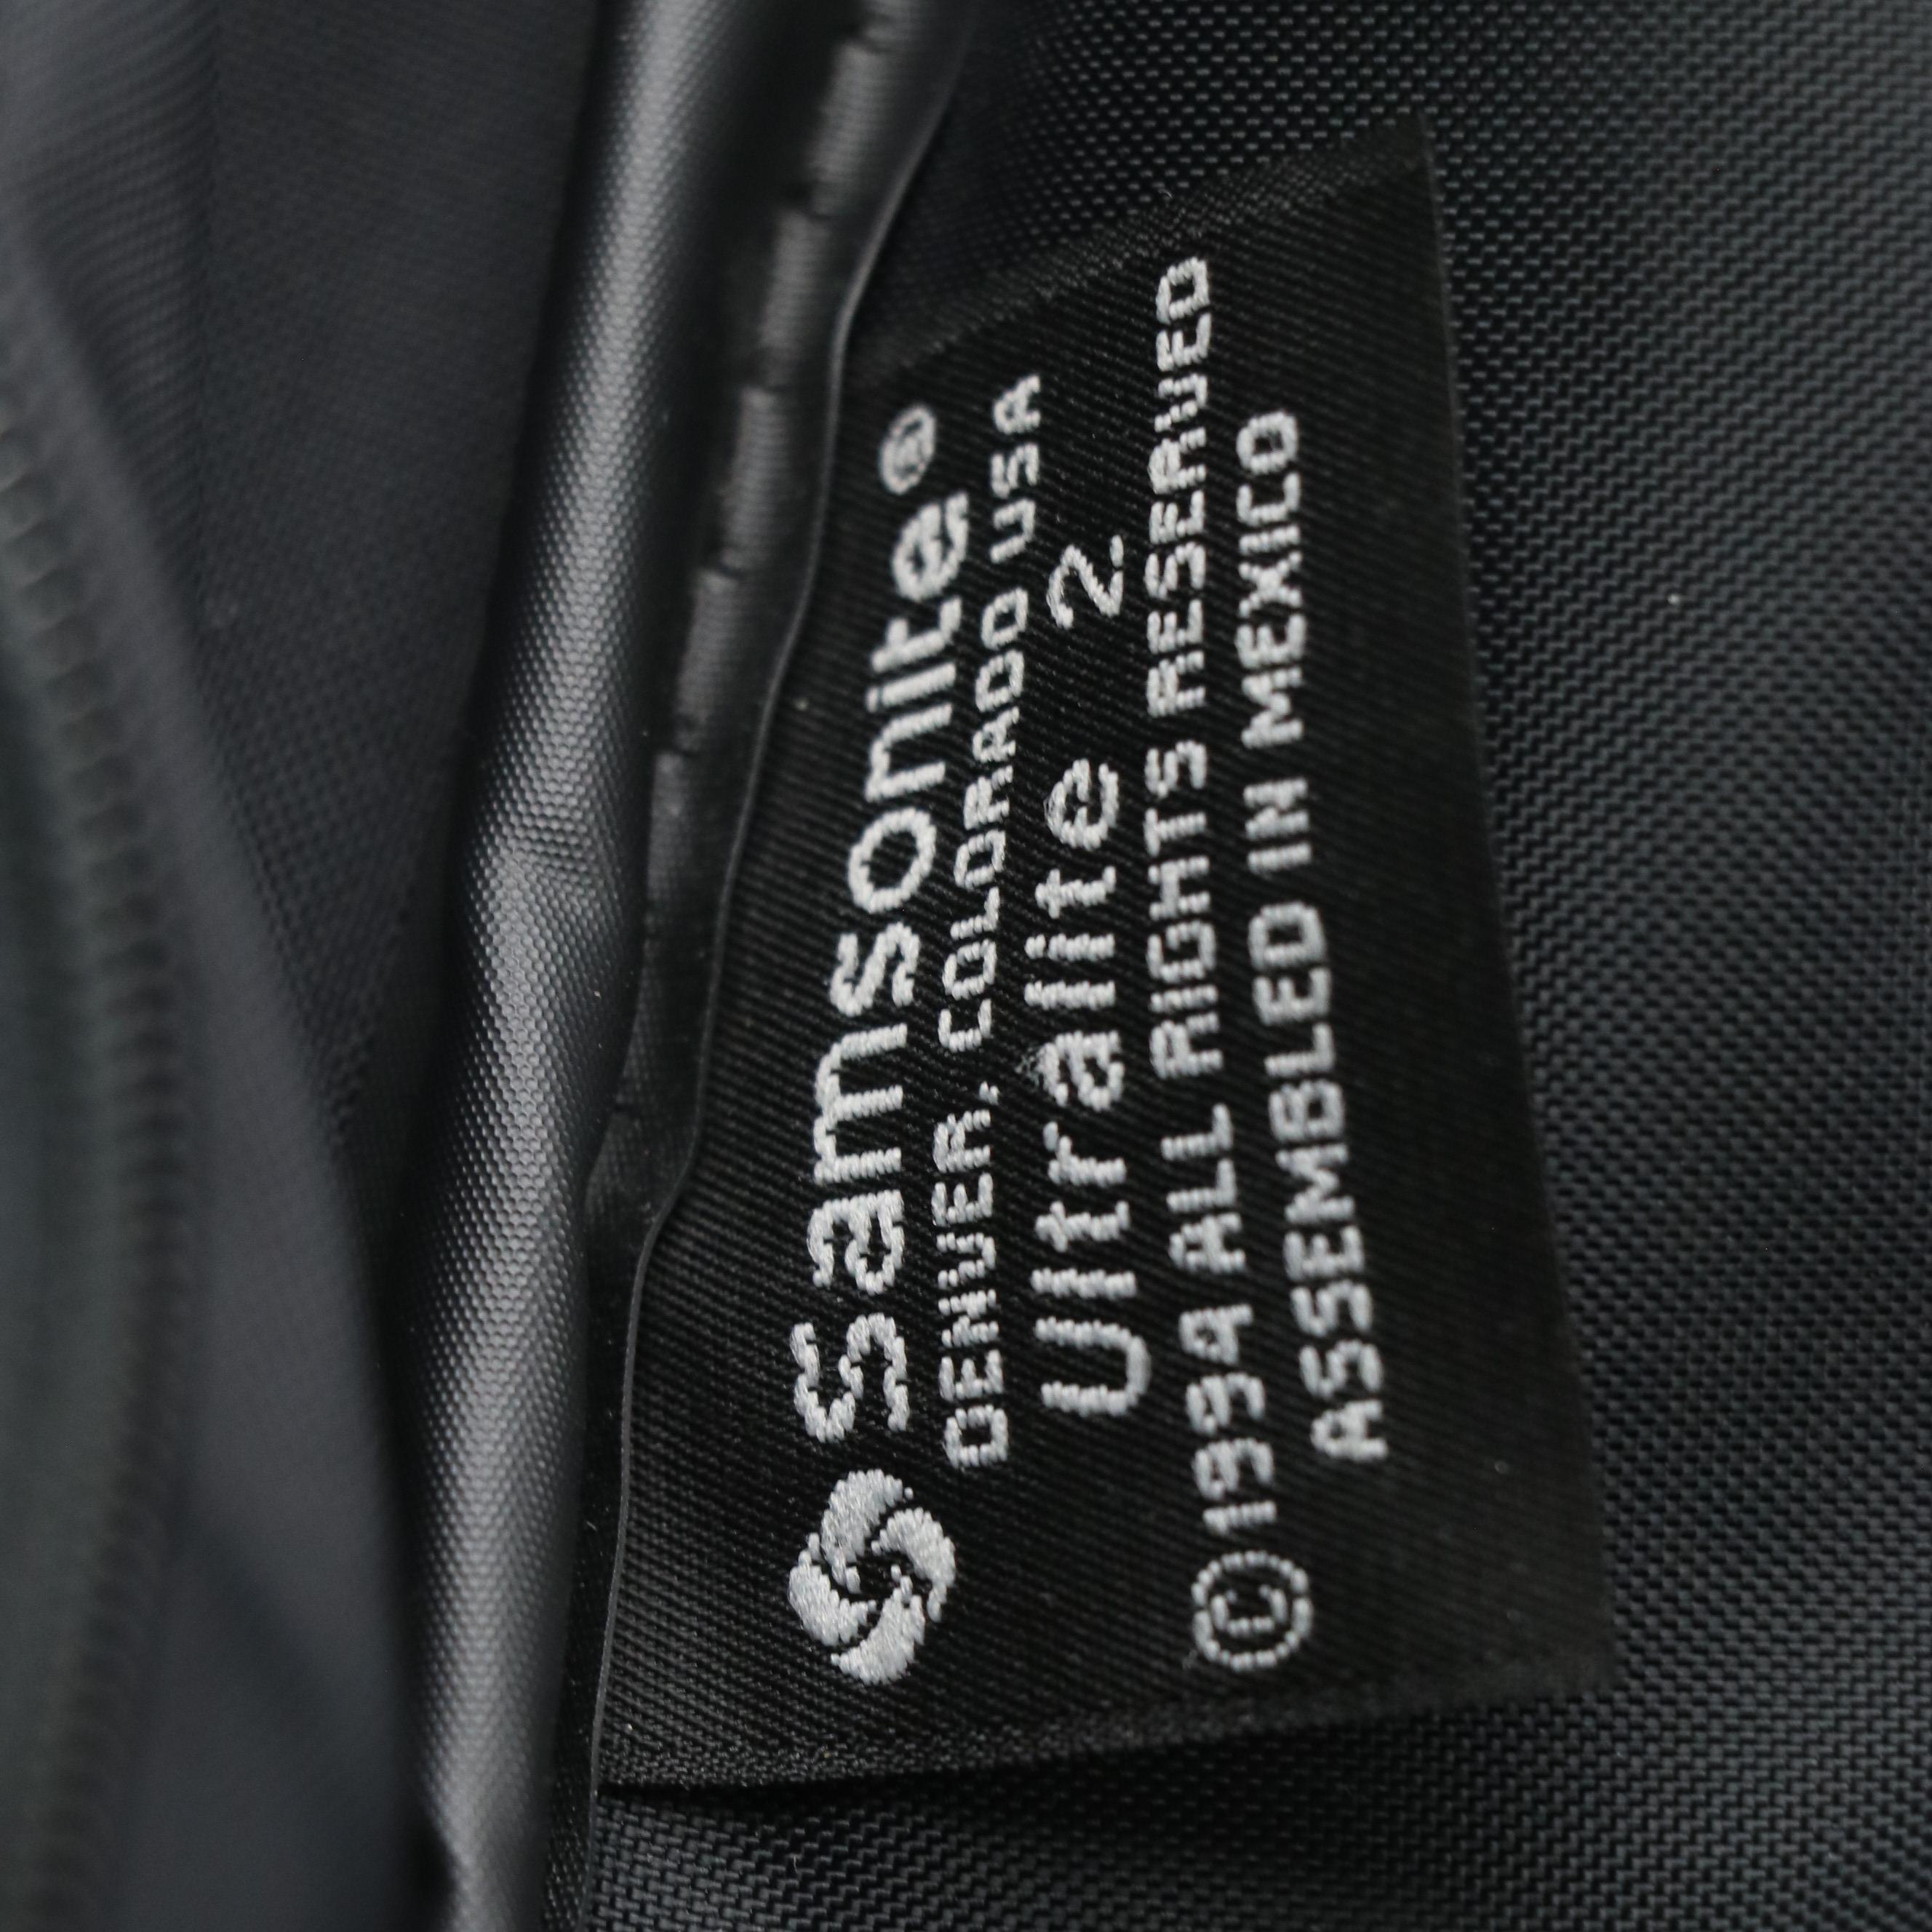 Samsonite®
DENVER, COLORADO USA
Ultralite 2.
© 1994 ALL RIGHTS RESERVED
ASSEMBLED IN MEXICO